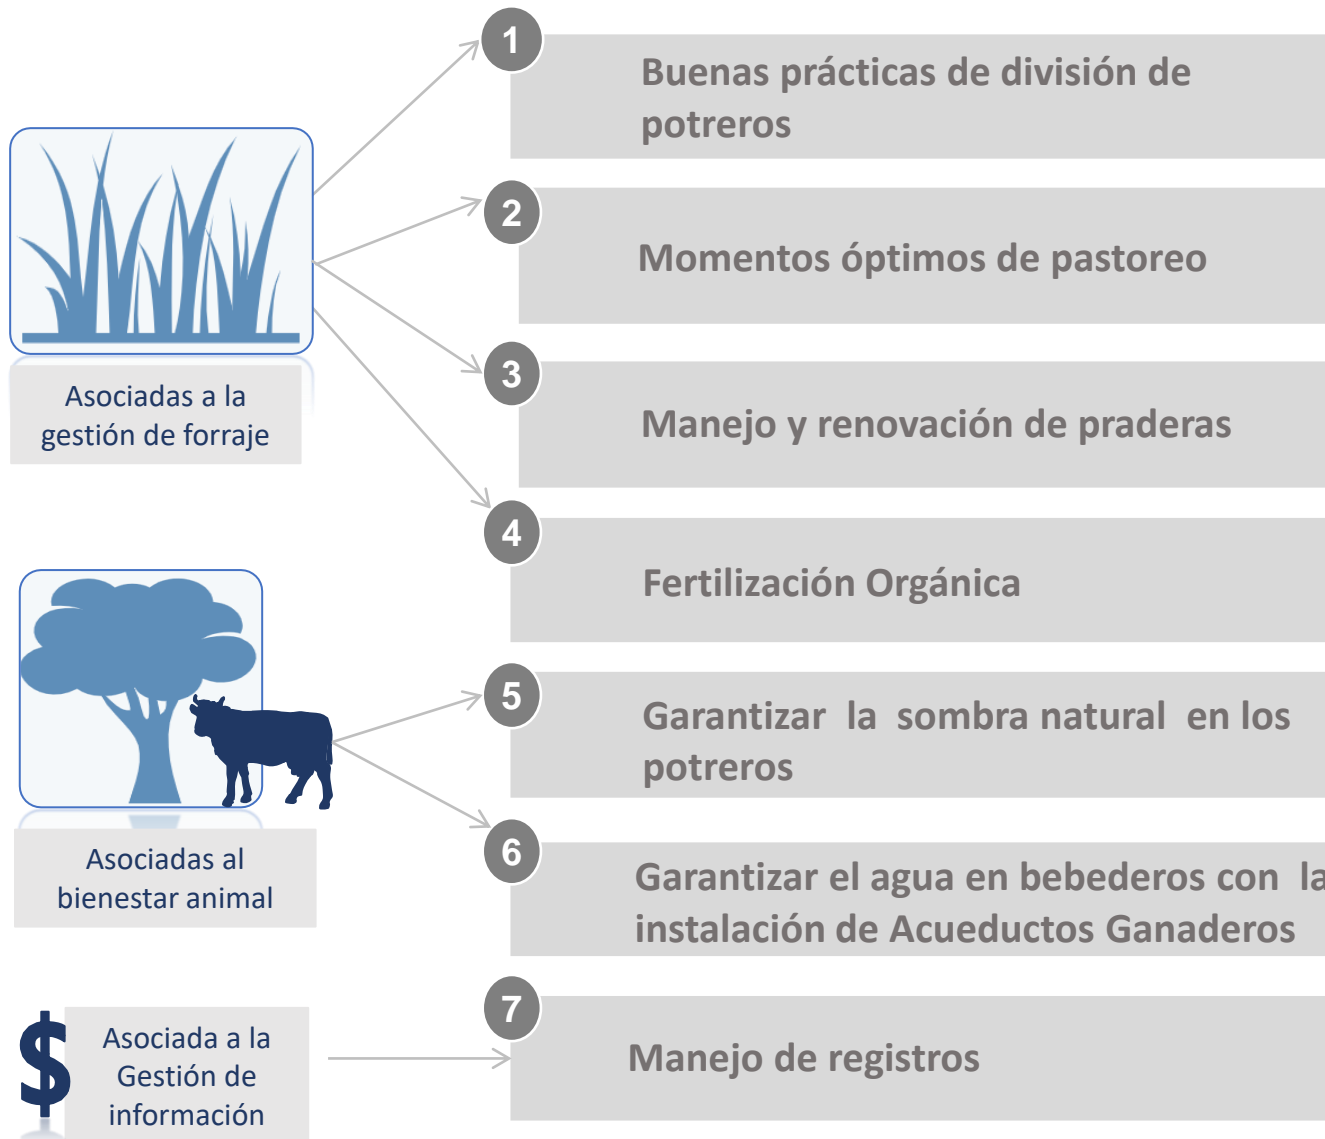 1
Buenas prácticas de división de
potreros
2
Momentos óptimos de pastoreo
3
Manejo y renovación de praderas
Asociadas a la
gestión de forraje
4
Fertilización Orgánica
5
Garantizar la sombra natural en los
potreros
6
Garantizar el agua en bebederos con la
instalación de Acueductos Ganaderos
Asociadas al
bienestar animal
7
Manejo de registros
$
Asociada a la
Gestión de
información